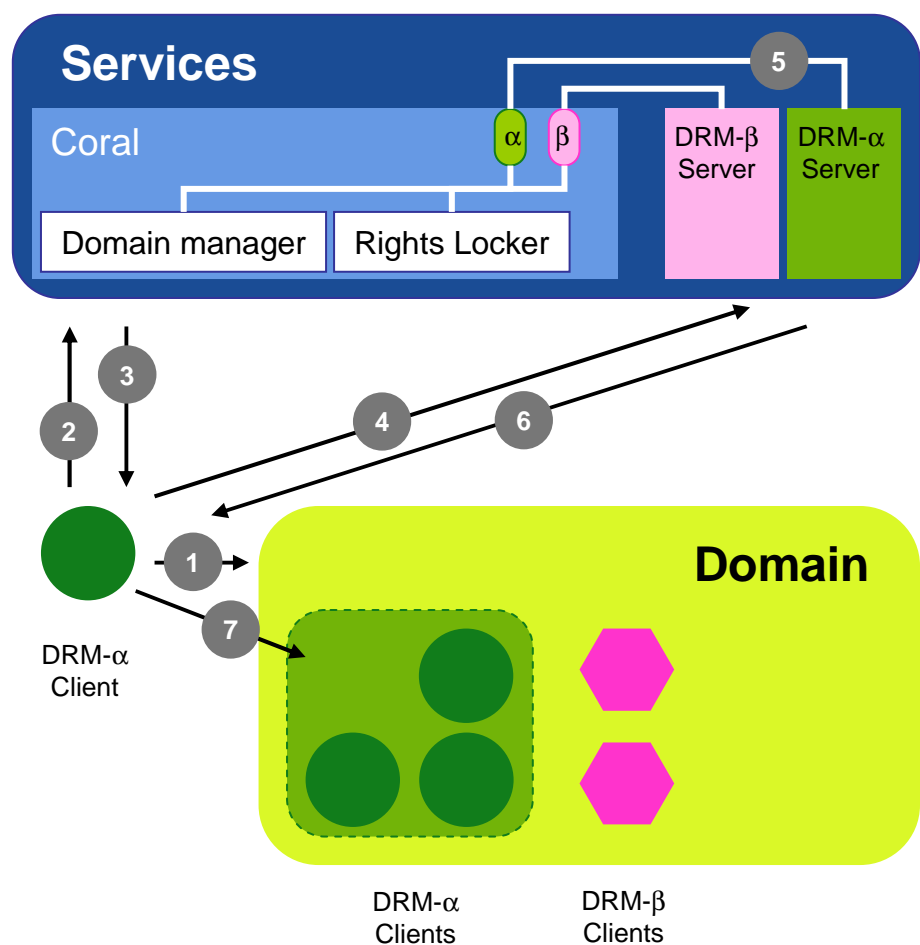 Services
5
Coral
α
β
DRM-β
Server
DRM-α
Server
Domain manager
Rights Locker
3
2
4
6
1
Domain
7
DRM-α
Client
DRM-α
Clients
DRM-β
Clients